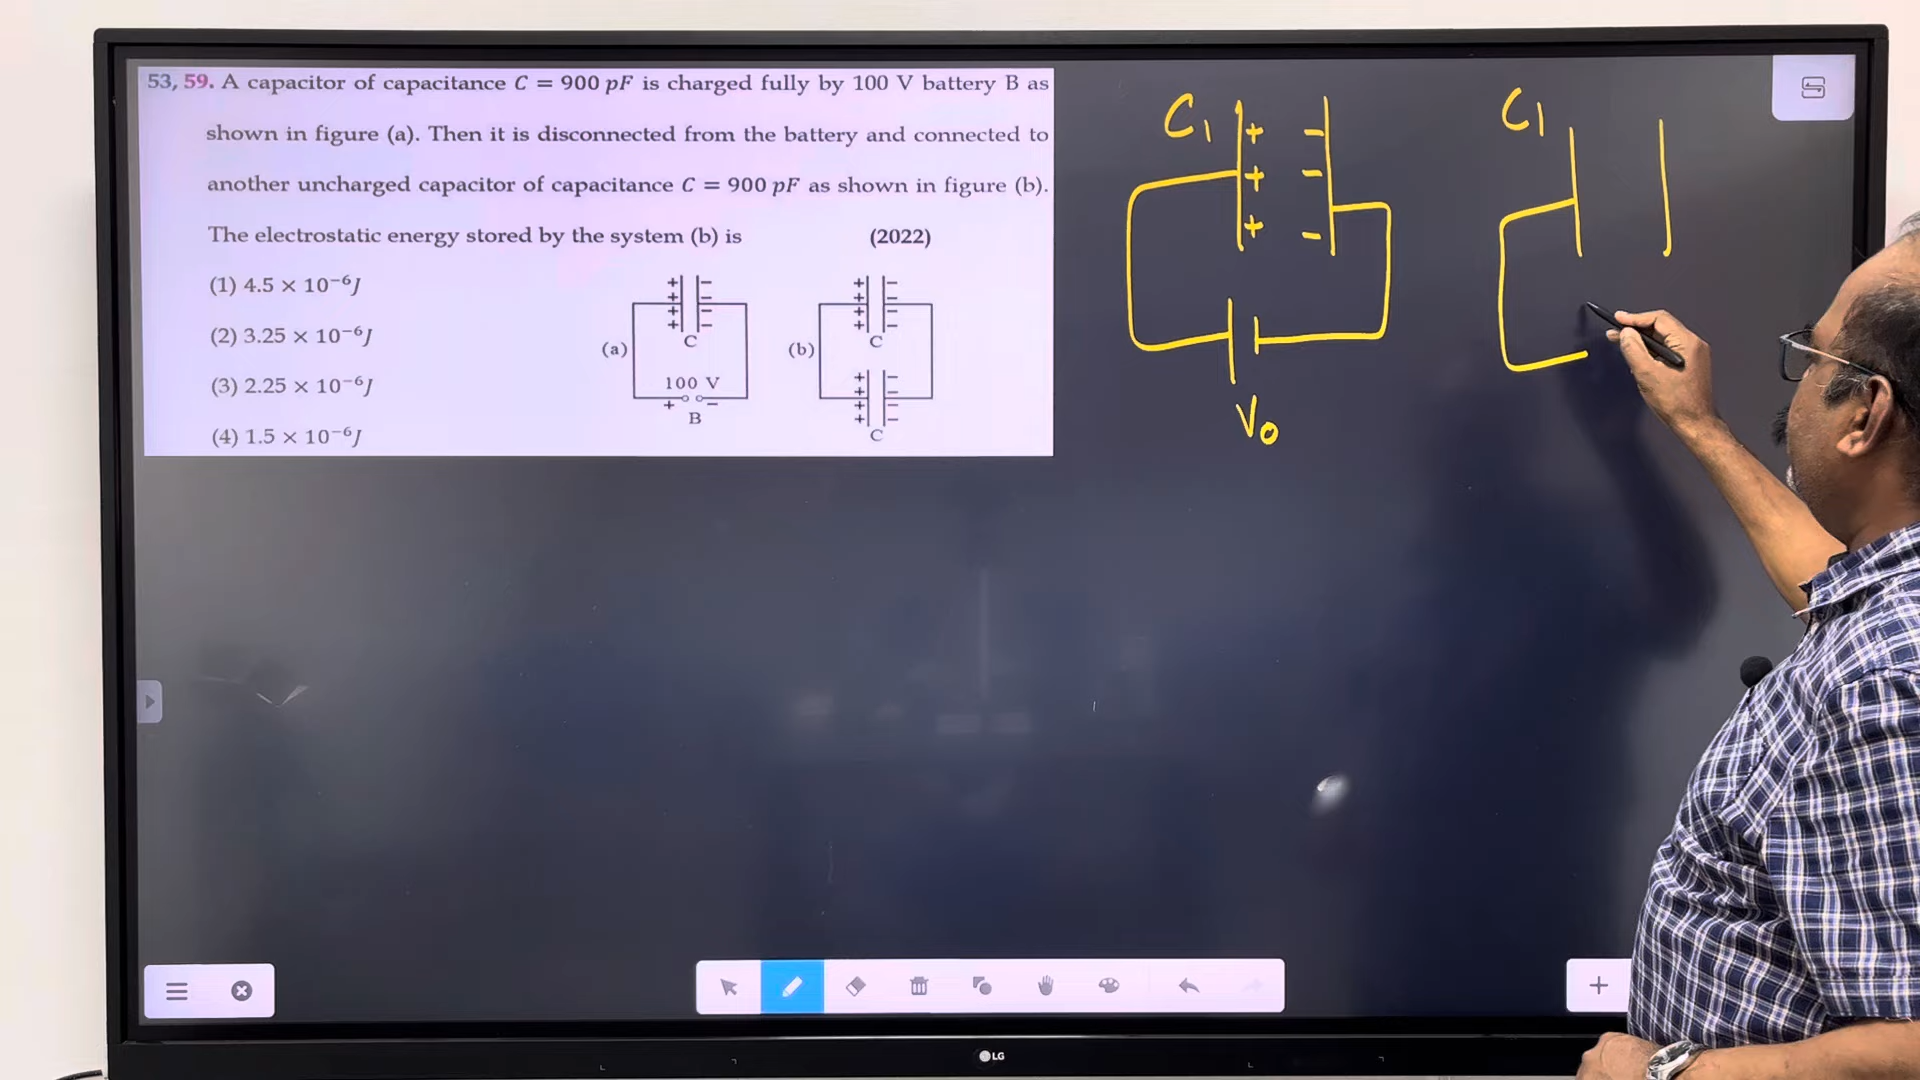 53, 59. A capacitor of capacitance C = 900 pF is charged fully by 100 V battery B as
shown in figure (a). Then it is disconnected from the battery and connected to
another uncharged capacitor of capacitance C = 900 pF as shown in figure (b).
The electrostatic energy stored by the system (b) is (2022)
(1) 4.5 × 10⁻⁶J
(2) 3.25 × 10⁻⁶J
(3) 2.25 × 10⁻⁶J
(4) 1.5 × 10⁻⁶J
(a)
C
100 V
+ −
B
(b)
C
C
C₁
+ −
+ −
+ −
V₀
C₁
LG